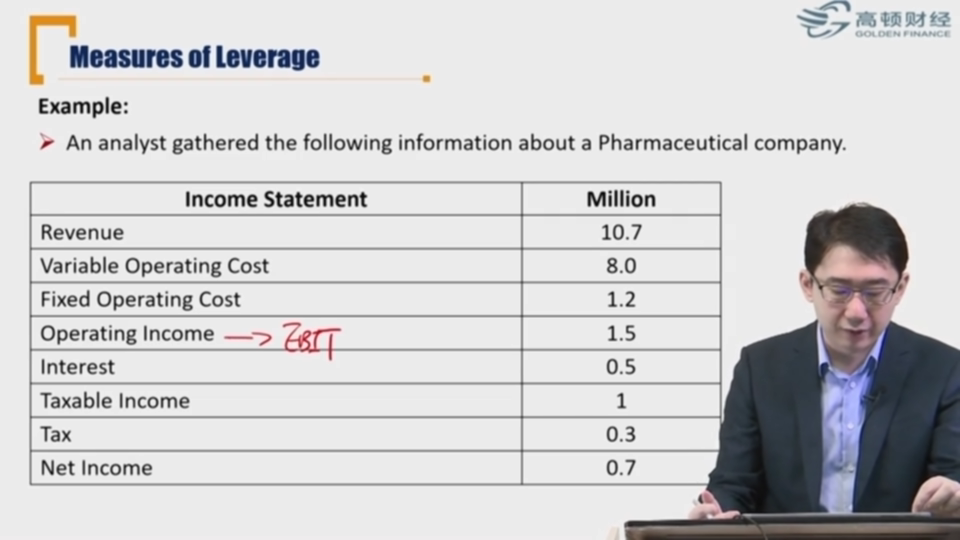 高顿财经
GOLDEN FINANCE
Measures of Leverage
Example:
An analyst gathered the following information about a Pharmaceutical company.
Income Statement Million
Revenue 10.7
Variable Operating Cost 8.0
Fixed Operating Cost 1.2
Operating Income → EBIT 1.5
Interest 0.5
Taxable Income 1
Tax 0.3
Net Income 0.7